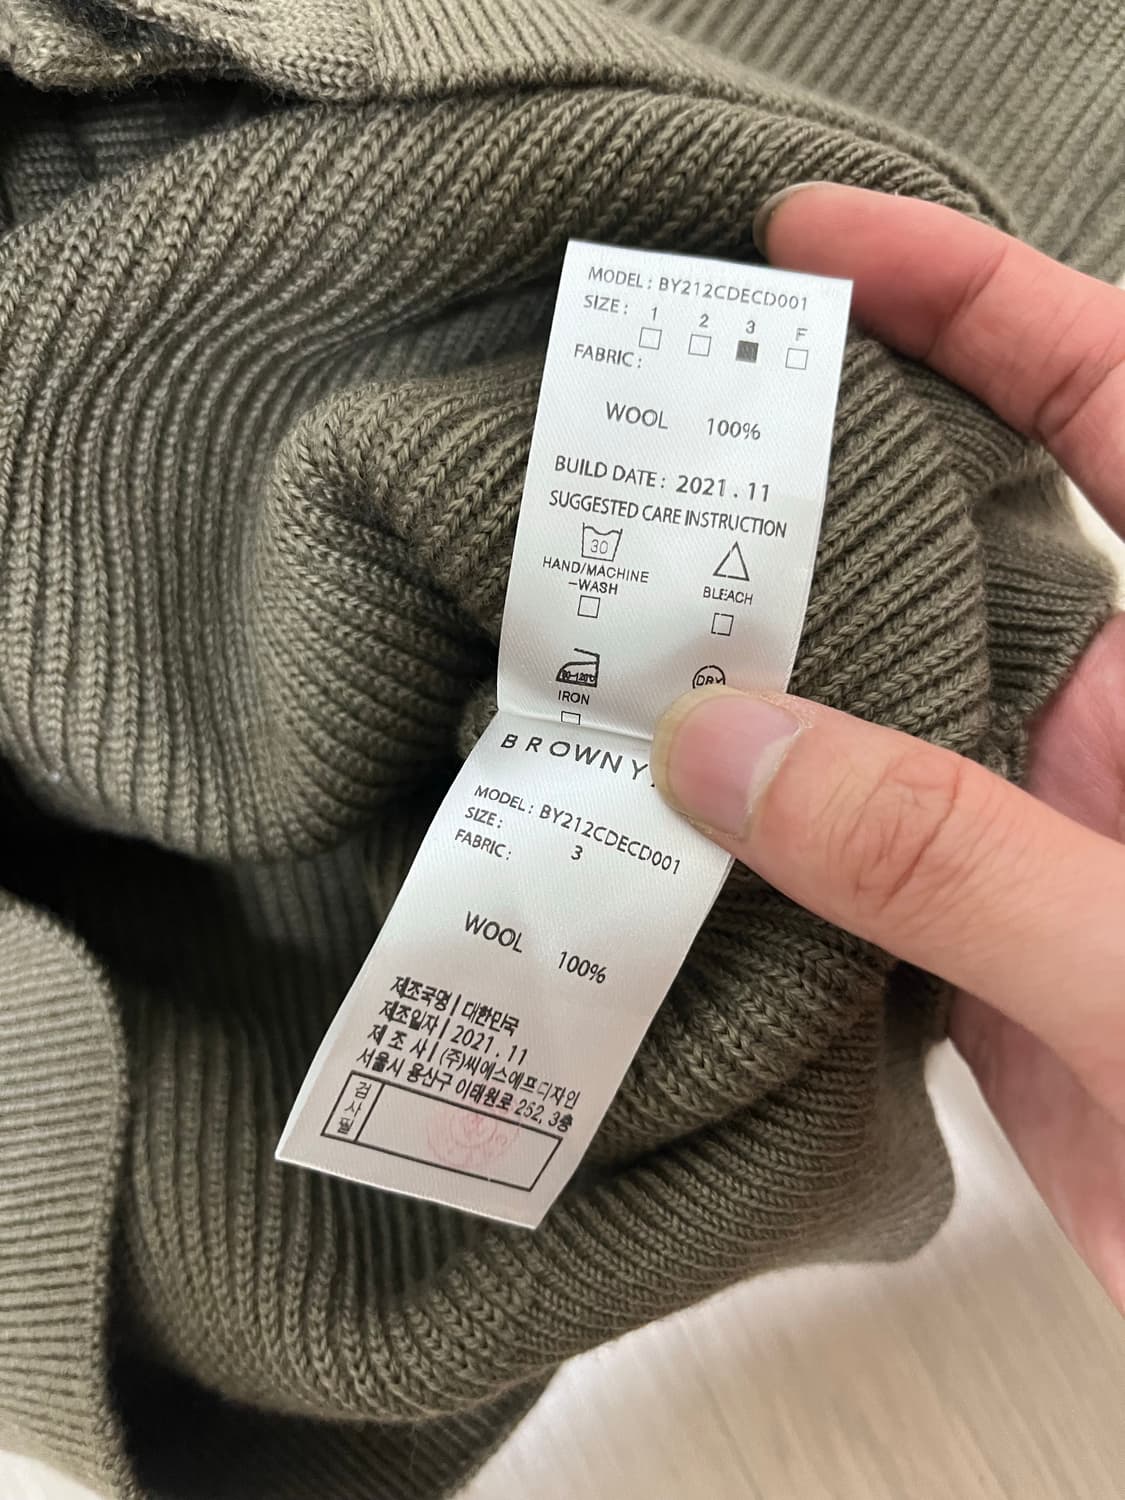 MODEL : BY212CDECD001
SIZE : 1 2 3 F
FABRIC :
WOOL 100%
BUILD DATE : 2021 . 11
SUGGESTED CARE INSTRUCTION
30
HAND/MACHINE
-WASH
BLEACH
80~120℃
DRY
IRON
BROWNY
MODEL : BY212CDECD001
SIZE : 3
FABRIC :
WOOL 100%
제조국명 | 대한민국
제조일자 | 2021 . 11
제 조 사 | (주)씨에스에프디자인
서울시 용산구 이태원로 252, 3층
검사필